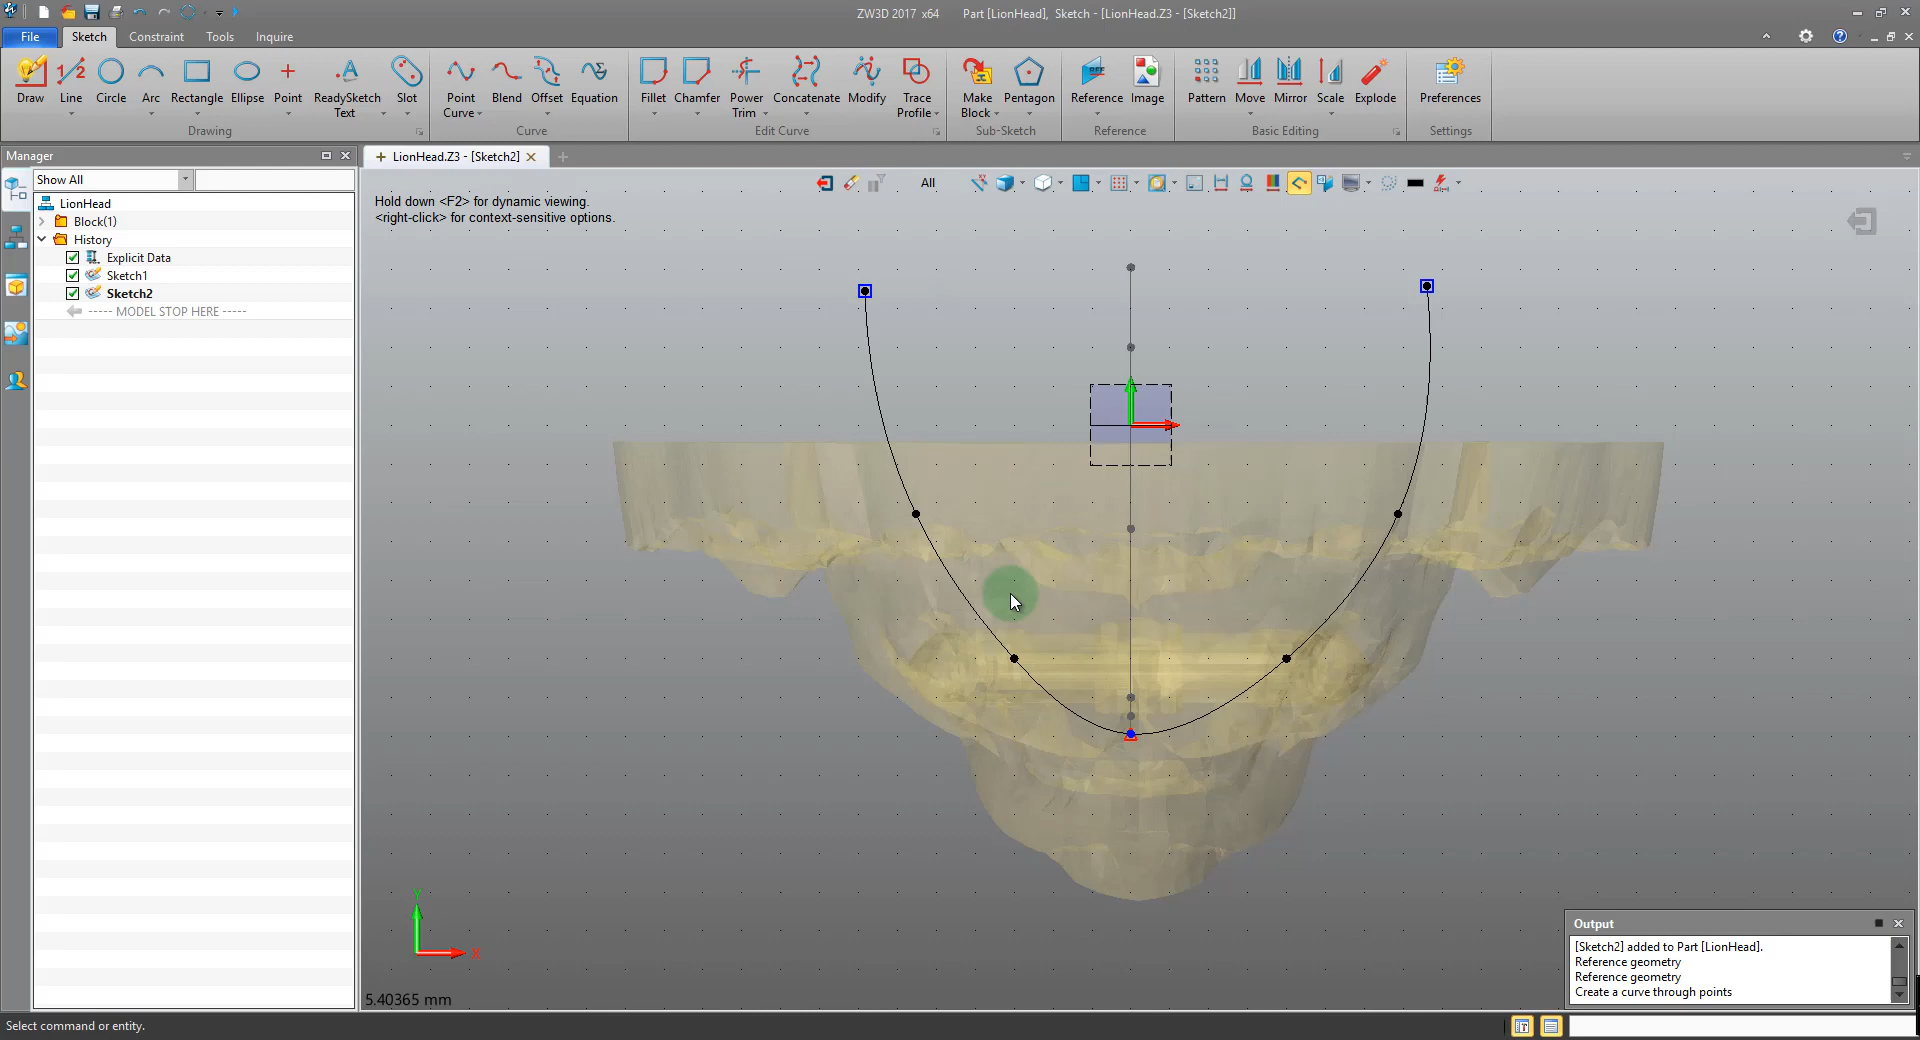 ZW3D 2017 x64 Part [LionHead], Sketch - [LionHead.Z3 - [Sketch2]]
File Sketch Constraint Tools Inquire
Draw Line Circle Arc Rectangle Ellipse Point ReadySketch Text Slot
Drawing
Point Curve Blend Offset Equation
Curve
Fillet Chamfer Power Trim Concatenate Modify Trace Profile
Edit Curve
Make Block Pentagon
Sub-Sketch
REF
Reference Image
Reference
Pattern Move Mirror Scale Explode
Basic Editing
Preferences
Settings
Manager
LionHead.Z3 - [Sketch2]
Show All
All
LionHead
Block(1)
History
Explicit Data
Sketch1
Sketch2
----- MODEL STOP HERE -----
Hold down <F2> for dynamic viewing.
<right-click> for context-sensitive options.
Y
X
5.40365 mm
Output
[Sketch2] added to Part [LionHead].
Reference geometry
Reference geometry
Create a curve through points
Select command or entity.